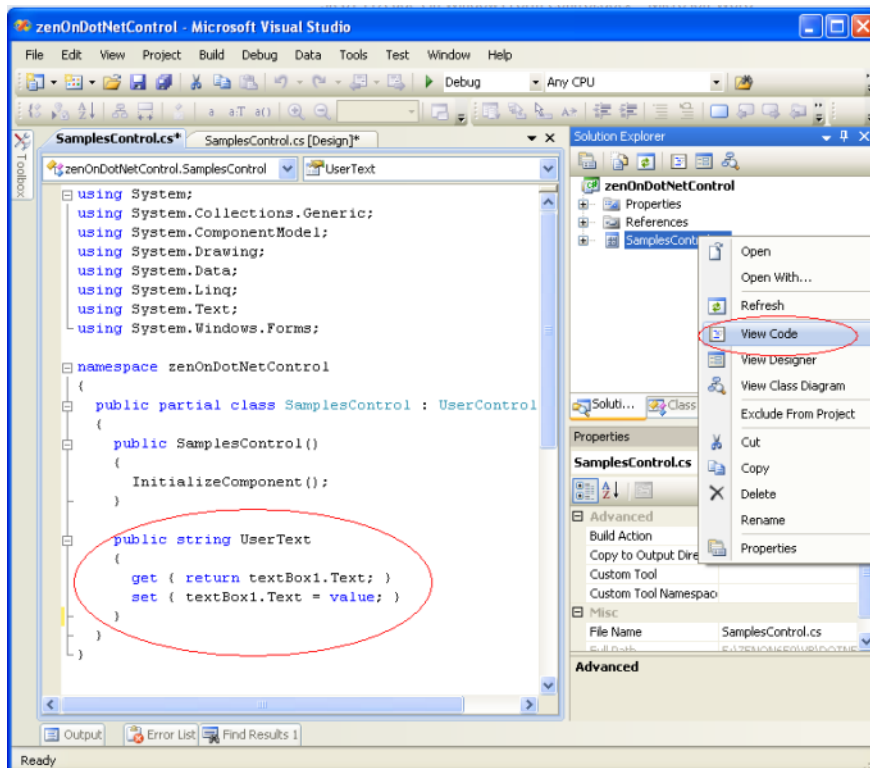 zenOnDotNetControl - Microsoft Visual Studio
File Edit View Project Build Debug Data Tools Test Window Help
Debug Any CPU
SamplesControl.cs* SamplesControl.cs [Design]*
Toolbox
zenOnDotNetControl.SamplesControl UserText
using System;
using System.Collections.Generic;
using System.ComponentModel;
using System.Drawing;
using System.Data;
using System.Linq;
using System.Text;
using System.Windows.Forms;
namespace zenOnDotNetControl
{
public partial class SamplesControl : UserControl
{
public SamplesControl()
{
InitializeComponent();
}
public string UserText
{
get { return textBox1.Text; }
set { textBox1.Text = value; }
}
}
}
Solution Explorer
zenOnDotNetControl
Properties
References
SamplesCont
Open
Open With...
Refresh
View Code
View Designer
View Class Diagram
Exclude From Project
Cut
Copy
Delete
Rename
Properties
Soluti... Class
Properties
SamplesControl.cs
Advanced
Build Action
Copy to Output Dire
Custom Tool
Custom Tool Namespac
Misc
File Name SamplesControl.cs
Full Path
Advanced
Output Error List Find Results 1
Ready